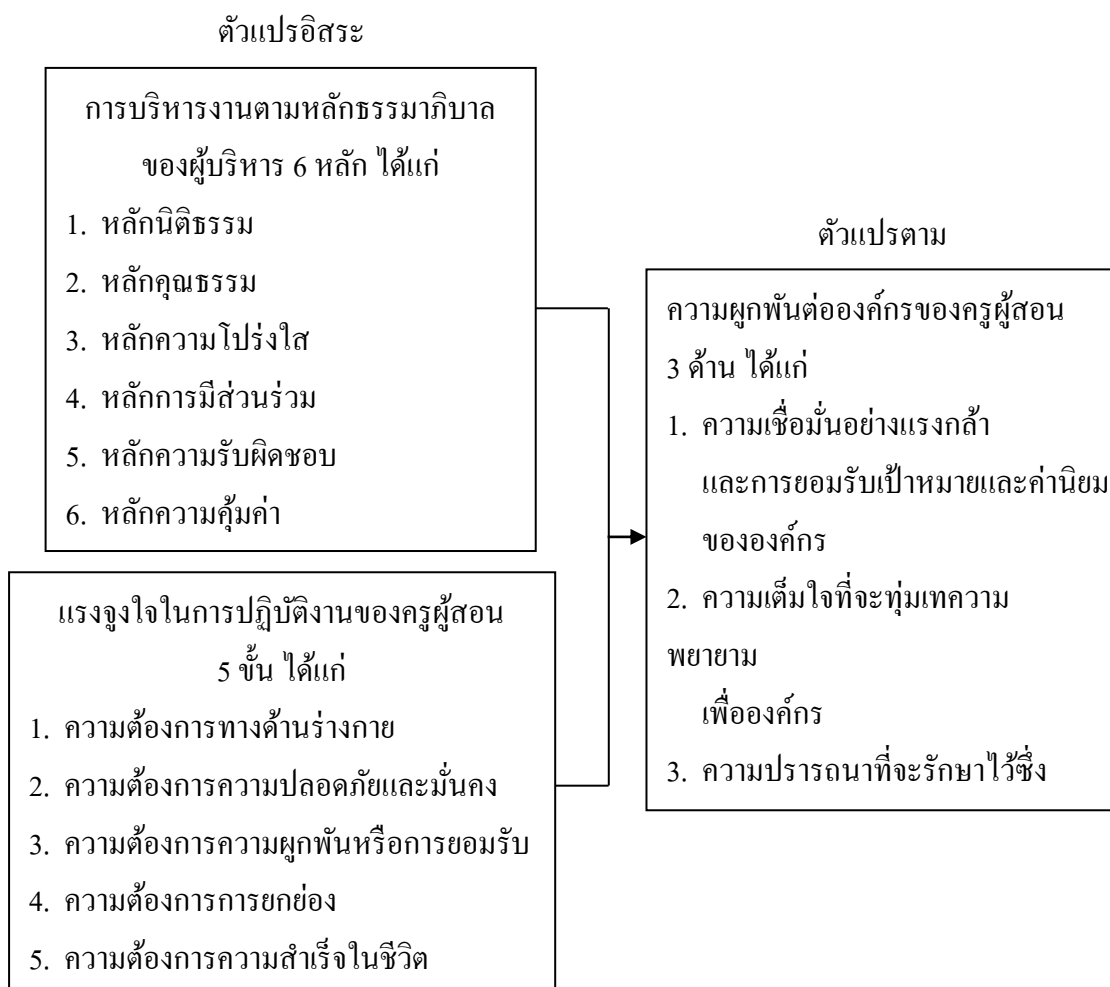 ตัวแปรอิสระ
การบริหารงานตามหลักธรรมาภิบาล
ของผู้บริหาร 6 หลัก ได้แก่
1. หลักนิติธรรม
2. หลักคุณธรรม
3. หลักความโปร่งใส
4. หลักการมีส่วนร่วม
5. หลักความรับผิดชอบ
6. หลักความคุ้มค่า
แรงจูงใจในการปฏิบัติงานของครูผู้สอน
5 ขั้น ได้แก่
1. ความต้องการทางด้านร่างกาย
2. ความต้องการความปลอดภัยและมั่นคง
3. ความต้องการความผูกพันหรือการยอมรับ
4. ความต้องการการยกย่อง
5. ความต้องการความสำเร็จในชีวิต
ตัวแปรตาม
ความผูกพันต่อองค์กรของครูผู้สอน
3 ด้าน ได้แก่
1. ความเชื่อมั่นอย่างแรงกล้า
และการยอมรับเป้าหมายและค่านิยม
ขององค์กร
2. ความเต็มใจที่จะทุ่มเทความ
พยายาม
เพื่อองค์กร
3. ความปรารถนาที่จะรักษาไว้ซึ่ง